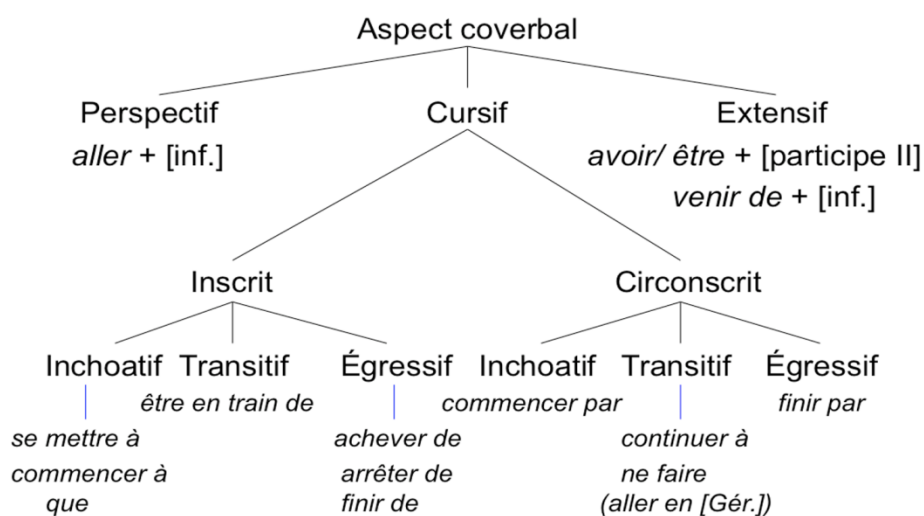 Aspect coverbal
Perspectif Cursif Extensif
aller + [inf.] avoir/ être + [participe II]
venir de + [inf.]
Inscrit Circonscrit
Inchoatif Transitif Égressif Inchoatif Transitif Égressif
être en train de commencer par finir par
se mettre à achever de continuer à
commencer à arrêter de ne faire
que finir de (aller en [Gér.])